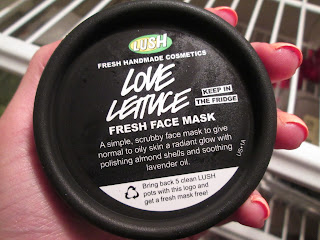 LUSH
FRESH HANDMADE COSMETICS
LOVE
LETTUCE
KEEP IN
THE FRIDGE
FRESH FACE MASK
A simple, scrubby face mask to give
normal to oily skin a radiant glow with
polishing almond shells and soothing
lavender oil.
Bring back 5 clean LUSH
pots with this logo and
get a fresh mask free!